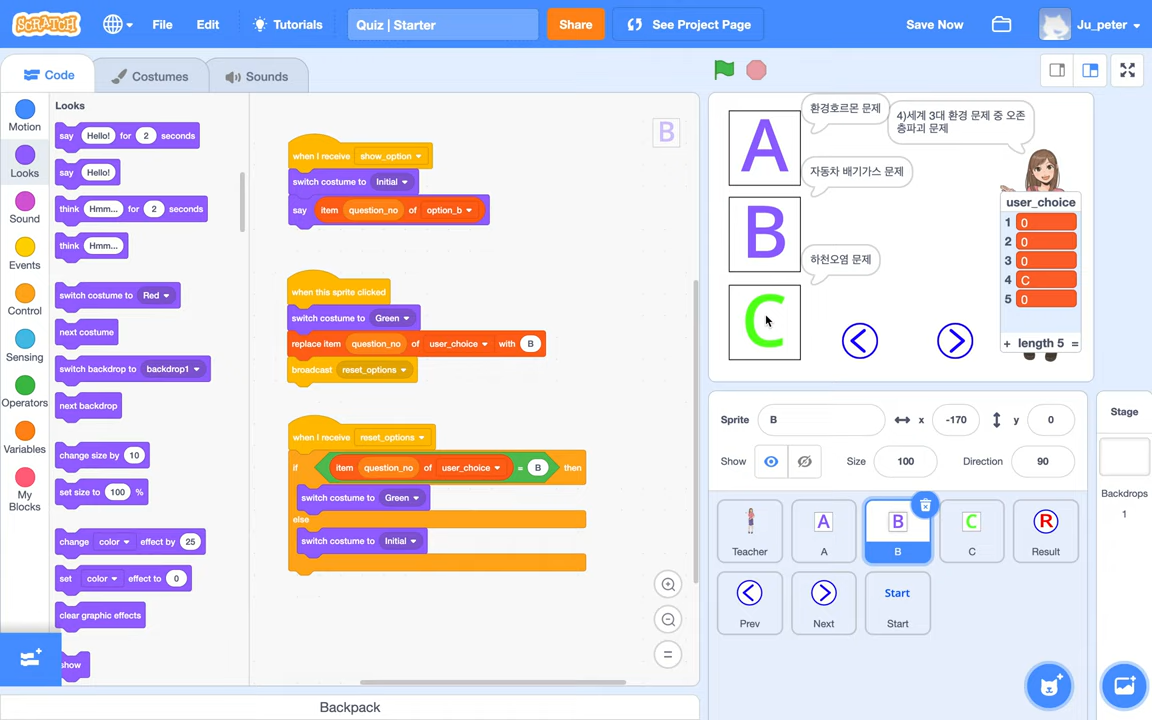 SCRATCH
File
Edit
Tutorials
Quiz | Starter
Share
See Project Page
Save Now
Ju_peter
Code
Costumes
Sounds
Motion
Looks
Sound
Events
Control
Sensing
Operators
Variables
My
Blocks
Looks
say Hello! for 2 seconds
say Hello!
think Hmm... for 2 seconds
think Hmm...
switch costume to Red
next costume
switch backdrop to backdrop1
next backdrop
change size by 10
set size to 100 %
change color effect by 25
set color effect to 0
clear graphic effects
show
B
when I receive show_option
switch costume to Initial
say item question_no of option_b
when this sprite clicked
switch costume to Green
replace item question_no of user_choice with B
broadcast reset_options
when I receive reset_options
if item question_no of user_choice = B then
switch costume to Green
else
switch costume to Initial
Backpack
A
환경호르몬 문제
4)세계 3대 환경 문제 중 오존
층파괴 문제
B
자동차 배기가스 문제
C
하천오염 문제
user_choice
1 0
2 0
3 0
4 C
5 0
+ length 5 =
Sprite B x -170 y 0
Show Size 100 Direction 90
Teacher
A
A
B
B
C
C
R
Result
Prev
Next
Start
Start
Stage
Backdrops
1